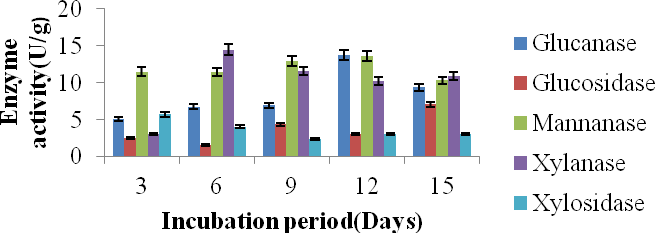 Enzyme
activity(U/g)
20
15
10
5
0
3 6 9 12 15
Incubation period(Days)
Glucanase
Glucosidase
Mannanase
Xylanase
Xylosidase